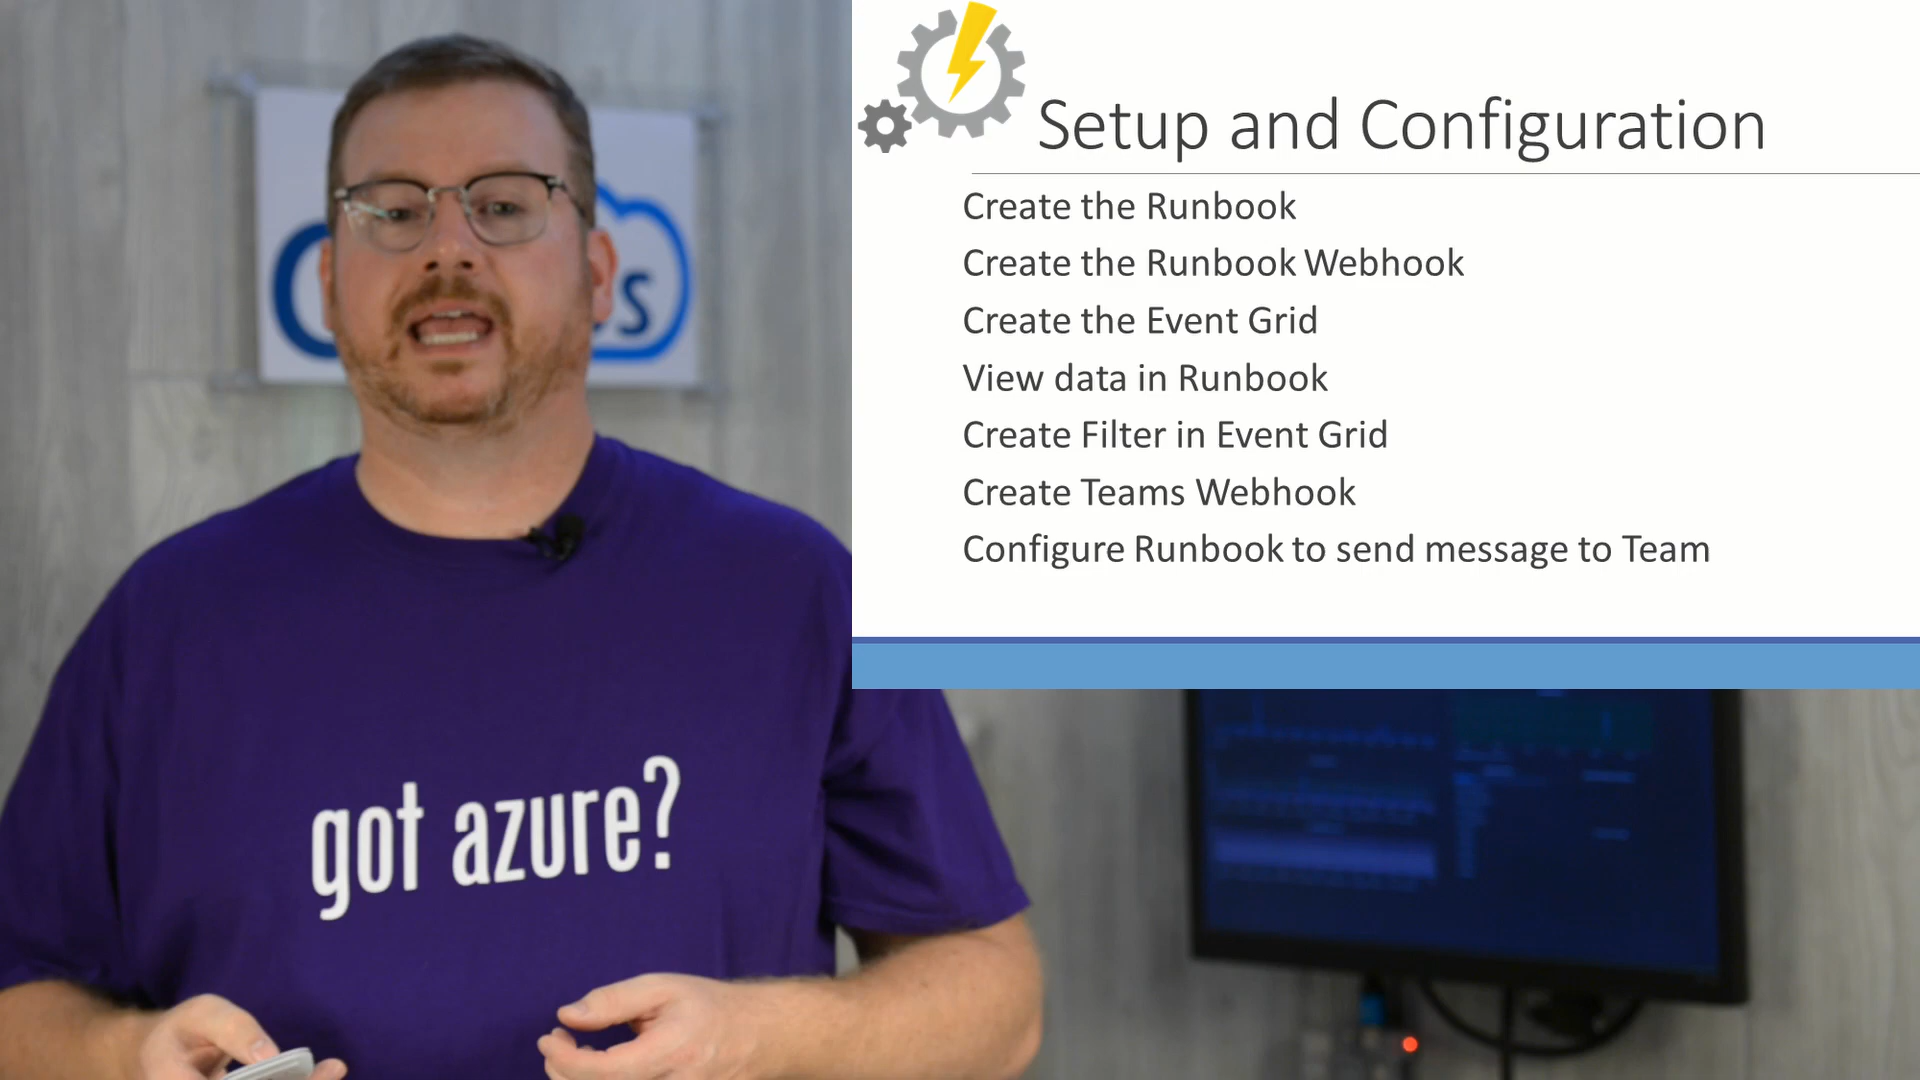 Setup and Configuration
Create the Runbook
Create the Runbook Webhook
Create the Event Grid
View data in Runbook
Create Filter in Event Grid
Create Teams Webhook
Configure Runbook to send message to Team
got azure?